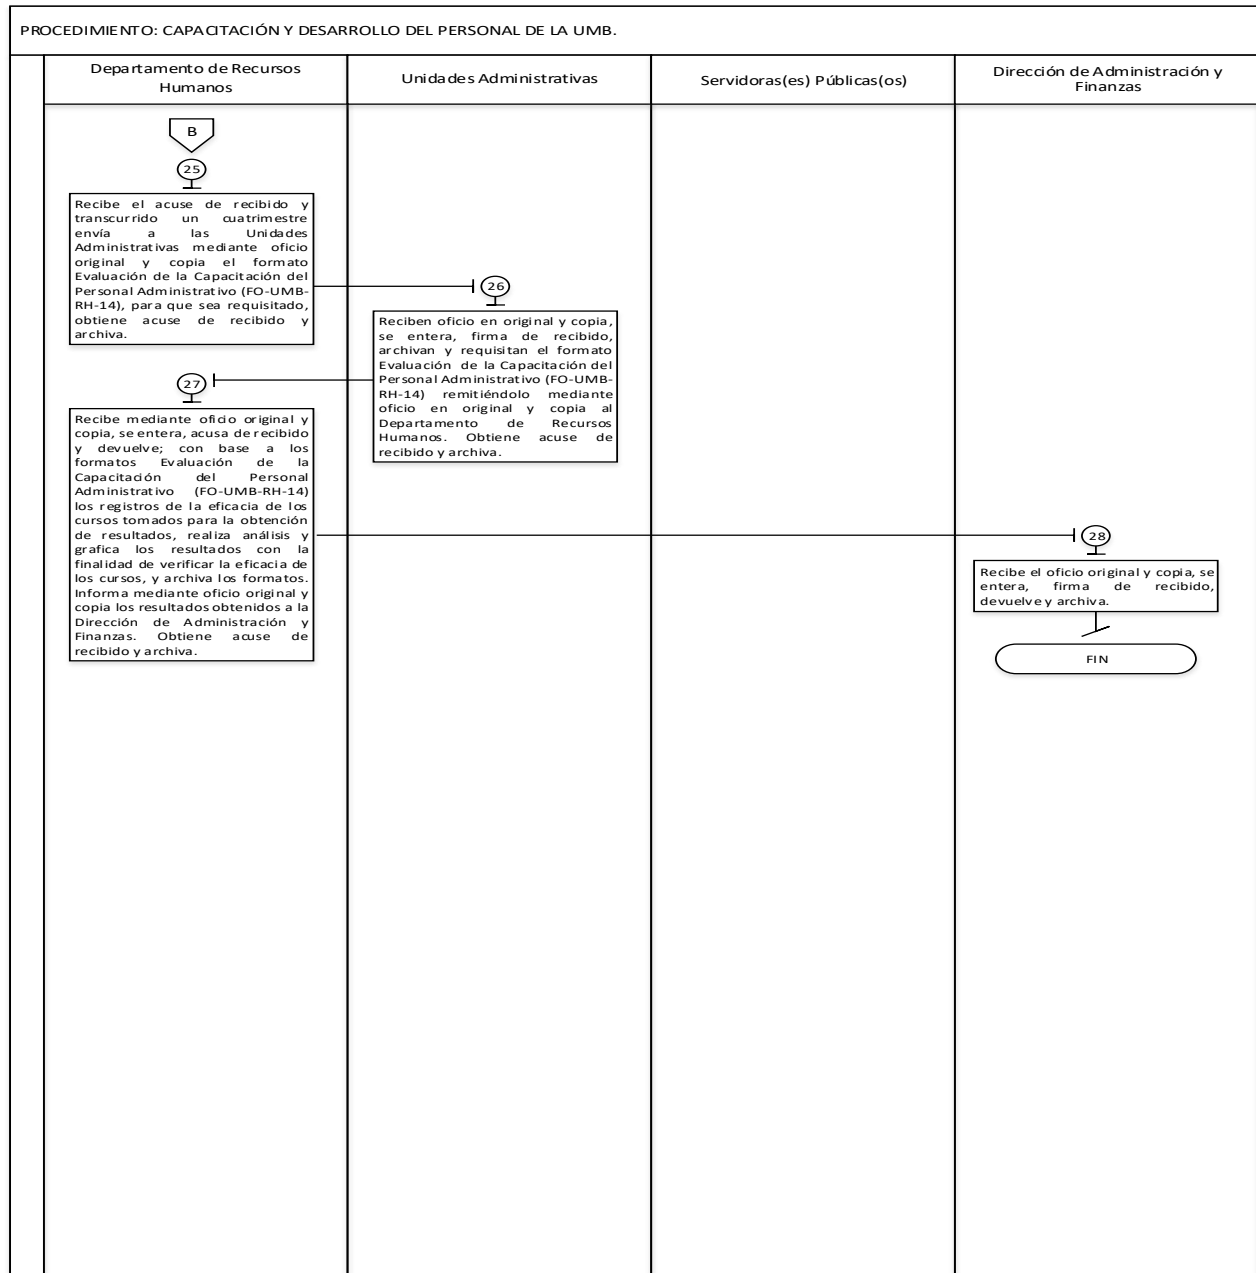 PROCEDIMIENTO: CAPACITACIÓN Y DESARROLLO DEL PERSONAL DE LA UMB.
Departamento de Recursos
Humanos
Unidades Administrativas
Servidoras(es) Públicas(os)
Dirección de Administración y
Finanzas
B
25
Recibe el acuse de recibido y
transcurrido un cuatrimestre
envía a las Unidades
Administrativas mediante oficio
original y copia el formato
Evaluación de la Capacitación del
Personal Administrativo (FO-UMB-
RH-14), para que sea requisitado,
obtiene acuse de recibido y
archiva.
26
Reciben oficio en original y copia,
se entera, firma de recibido,
archivan y requisitan el formato
Evaluación de la Capacitación del
Personal Administrativo (FO-UMB-
RH-14) remitiéndolo mediante
oficio en original y copia al
Departamento de Recursos
Humanos. Obtiene acuse de
recibido y archiva.
27
Recibe mediante oficio original y
copia, se entera, acusa de recibido
y devuelve; con base a los
formatos Evaluación de la
Capacitación del Personal
Administrativo (FO-UMB-RH-14)
los registros de la eficacia de los
cursos tomados para la obtención
de resultados, realiza análisis y
grafica los resultados con la
finalidad de verificar la eficacia de
los cursos, y archiva los formatos.
Informa mediante oficio original y
copia los resultados obtenidos a la
Dirección de Administración y
Finanzas. Obtiene acuse de
recibido y archiva.
28
Recibe el oficio original y copia, se
entera, firma de recibido,
devuelve y archiva.
FIN